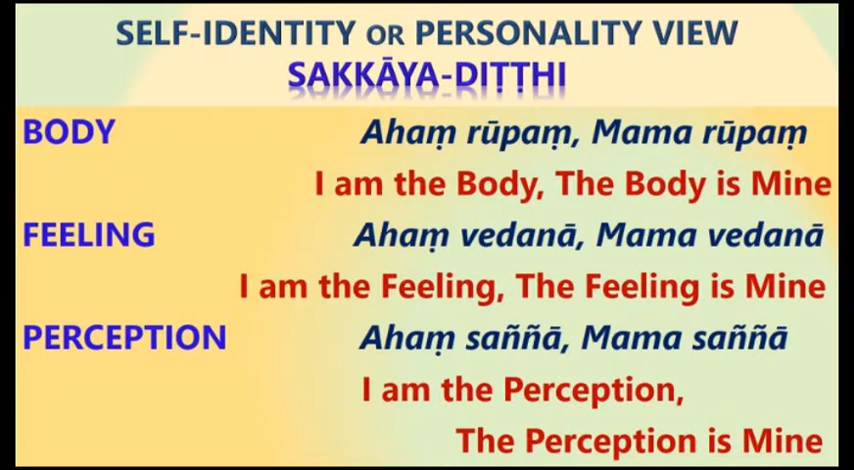 SELF-IDENTITY OR PERSONALITY VIEW
SAKKĀYA-DIṬṬHI
BODY Ahaṃ rūpaṃ, Mama rūpaṃ
I am the Body, The Body is Mine
FEELING Ahaṃ vedanā, Mama vedanā
I am the Feeling, The Feeling is Mine
PERCEPTION Ahaṃ saññā, Mama saññā
I am the Perception,
The Perception is Mine